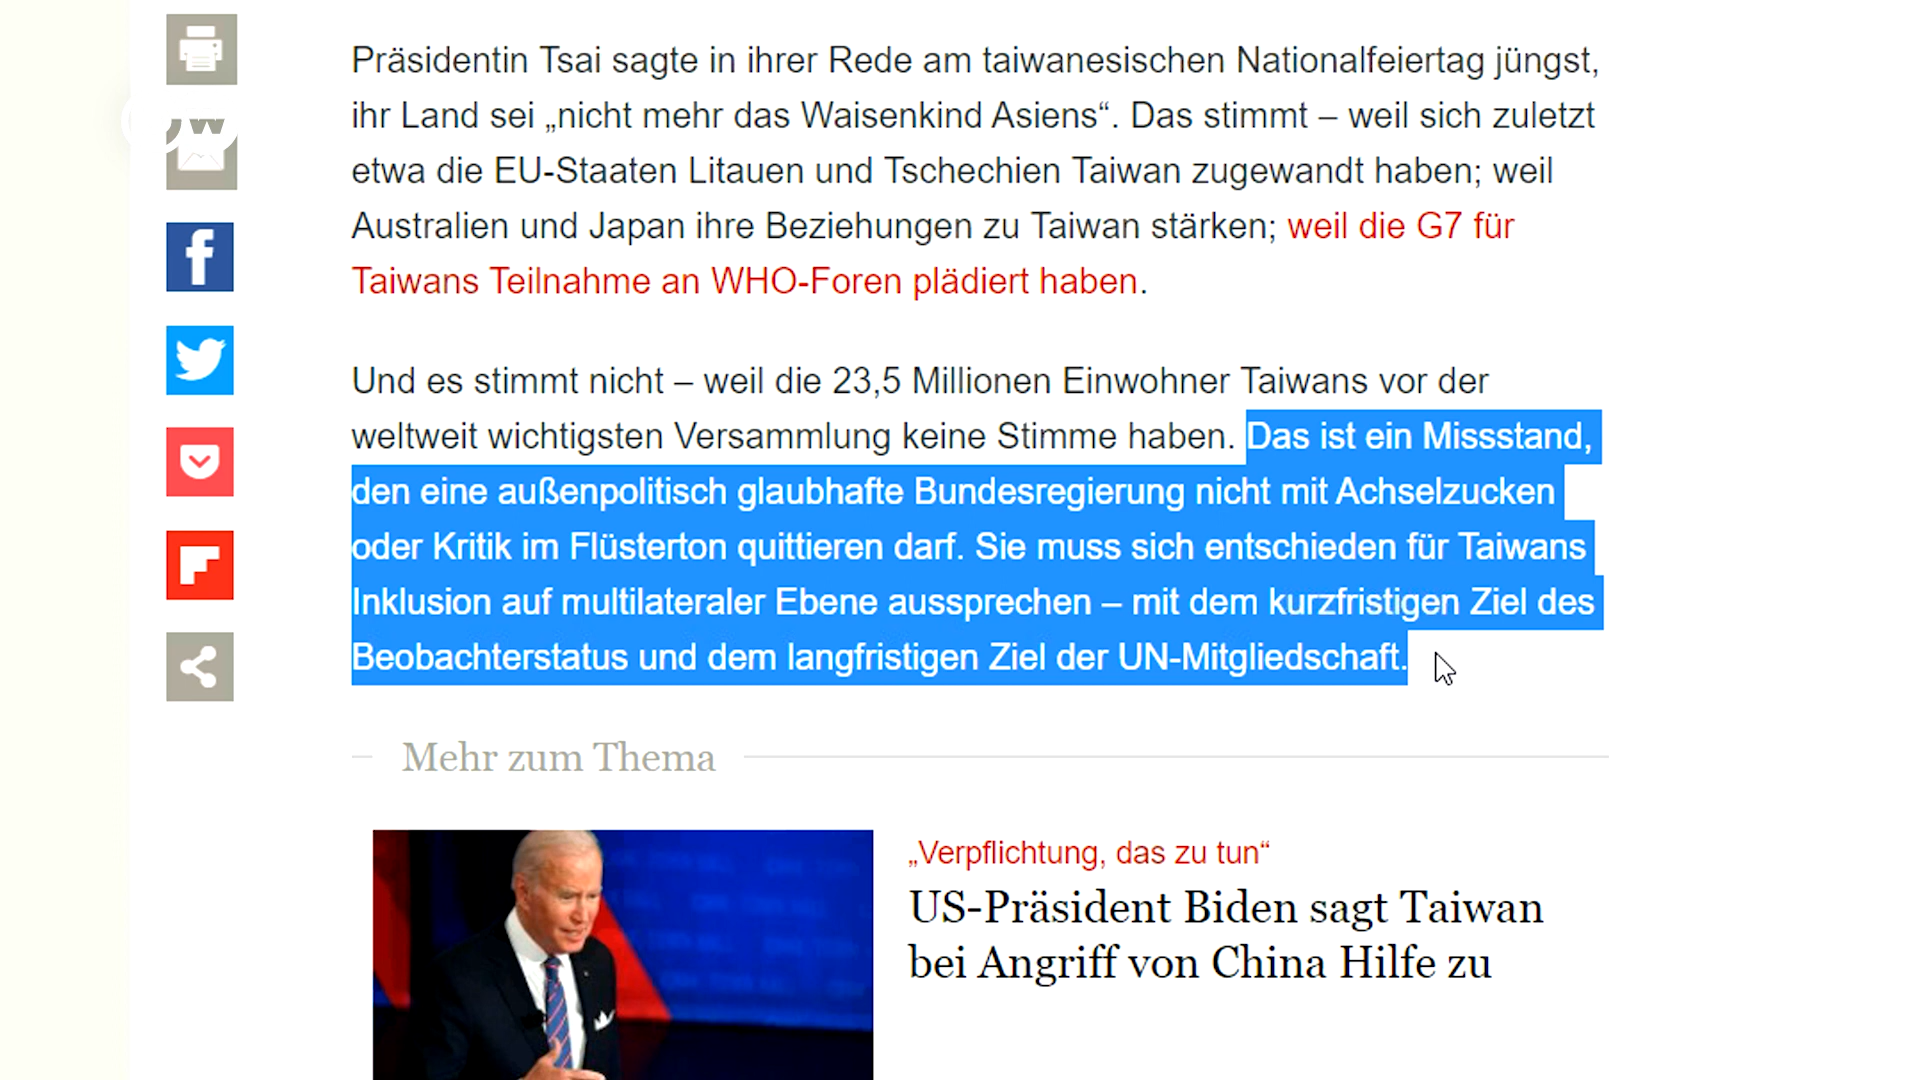 Präsidentin Tsai sagte in ihrer Rede am taiwanesischen Nationalfeiertag jüngst,
ihr Land sei „nicht mehr das Waisenkind Asiens“. Das stimmt – weil sich zuletzt
etwa die EU-Staaten Litauen und Tschechien Taiwan zugewandt haben; weil
Australien und Japan ihre Beziehungen zu Taiwan stärken; weil die G7 für
Taiwans Teilnahme an WHO-Foren plädiert haben.
Und es stimmt nicht – weil die 23,5 Millionen Einwohner Taiwans vor der
weltweit wichtigsten Versammlung keine Stimme haben. Das ist ein Missstand,
den eine außenpolitisch glaubhafte Bundesregierung nicht mit Achselzucken
oder Kritik im Flüsterton quittieren darf. Sie muss sich entschieden für Taiwans
Inklusion auf multilateraler Ebene aussprechen – mit dem kurzfristigen Ziel des
Beobachterstatus und dem langfristigen Ziel der UN-Mitgliedschaft.
Mehr zum Thema
„Verpflichtung, das zu tun“
US-Präsident Biden sagt Taiwan
bei Angriff von China Hilfe zu